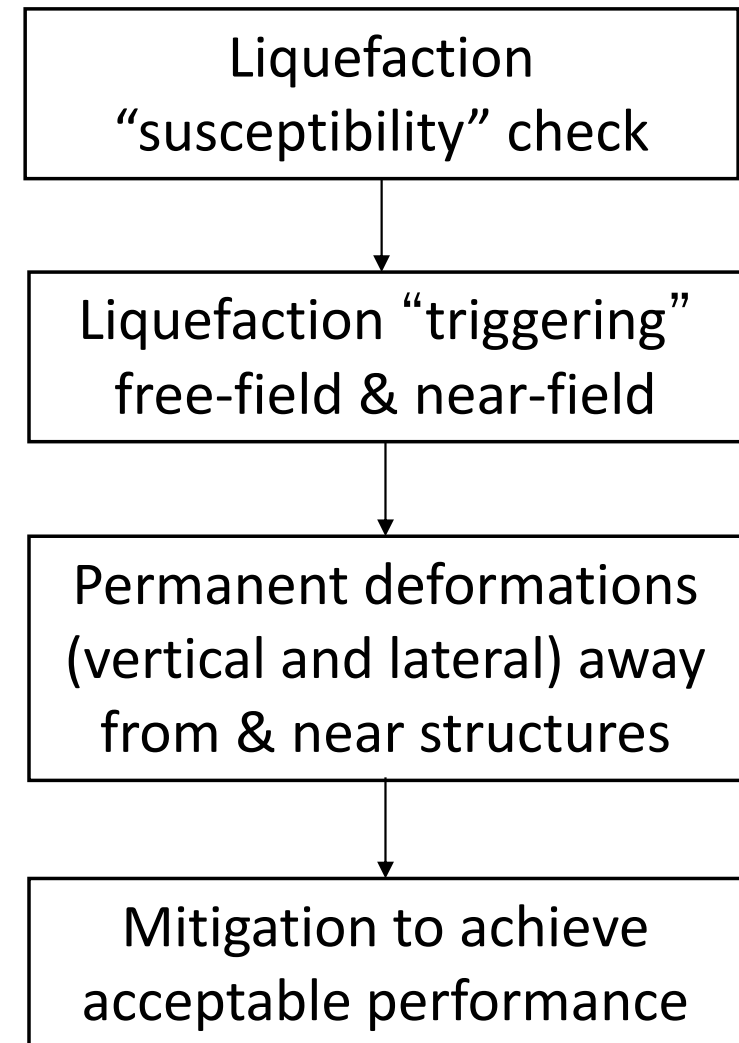 Liquefaction
“susceptibility” check
Liquefaction “triggering”
free-field & near-field
Permanent deformations
(vertical and lateral) away
from & near structures
Mitigation to achieve
acceptable performance